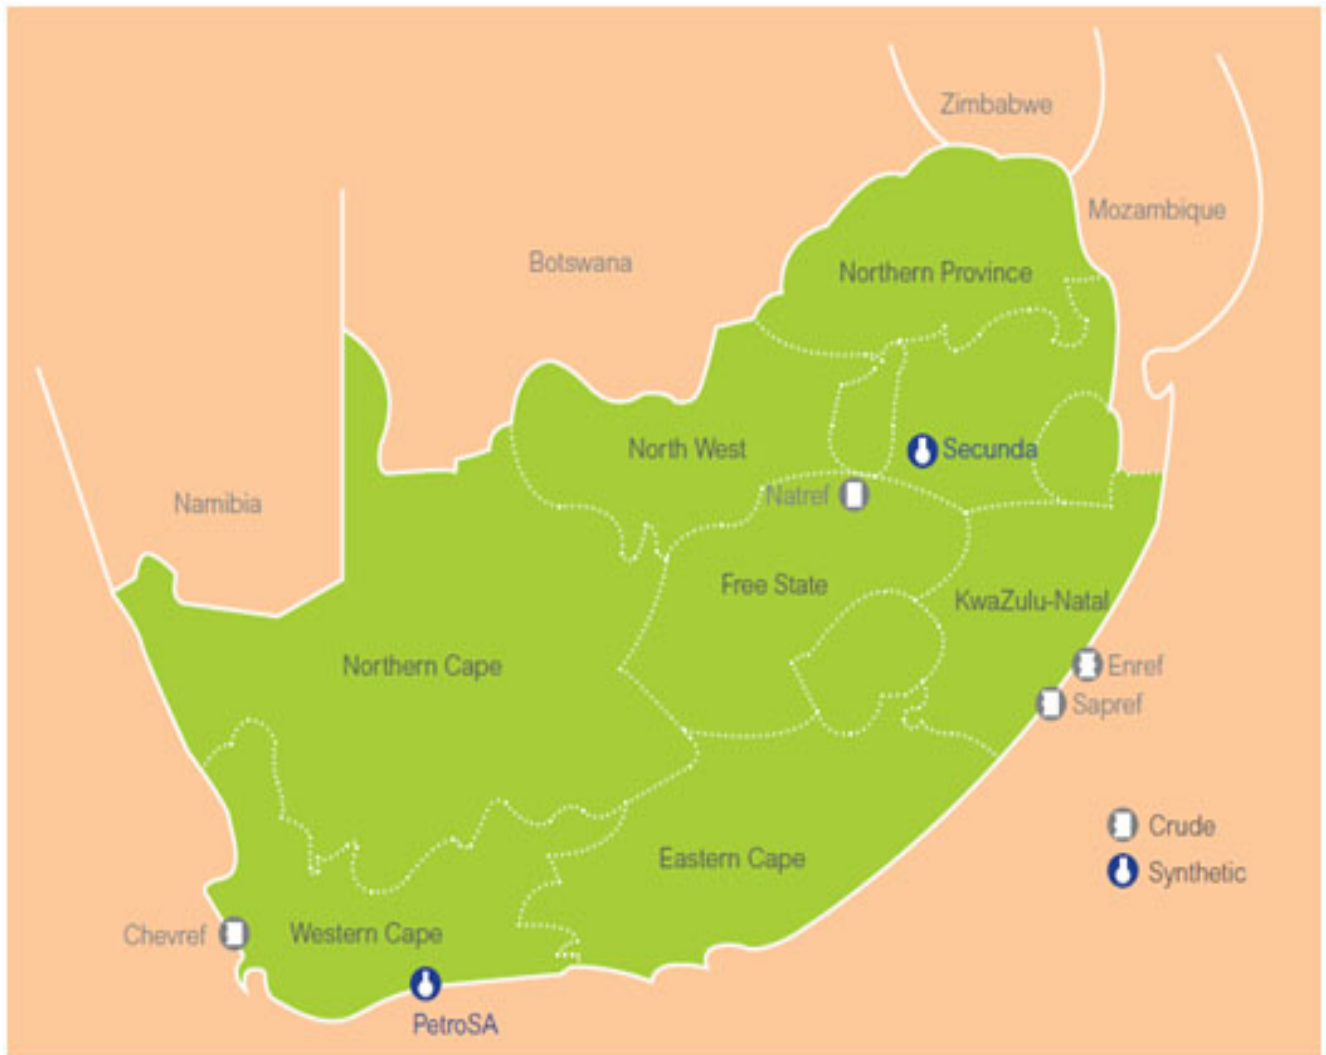 Zimbabwe
Mozambique
Botswana
Northern Province
North West
Secunda
Natref
Namibia
Free State
KwaZulu-Natal
Northern Cape
Enref
Sapref
Crude
Eastern Cape
Synthetic
Chevref
Western Cape
PetroSA